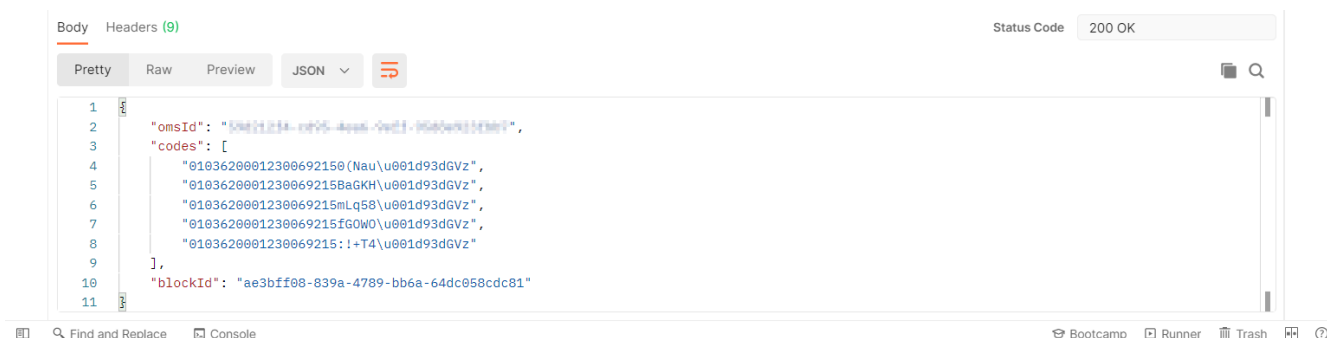 Body Headers (9) Status Code 200 OK
Pretty Raw Preview JSON
1 {
2 "omsId": "",
3 "codes": [
4 "01036200012300692150(Nau\u001d93dGVz",
5 "0103620001230069215BaGKH\u001d93dGVz",
6 "0103620001230069215mLq58\u001d93dGVz",
7 "0103620001230069215fGOWO\u001d93dGVz",
8 "0103620001230069215:!+T4\u001d93dGVz"
9 ],
10 "blockId": "ae3bff08-839a-4789-bb6a-64dc058cdc81"
11 }
Find and Replace Console Bootcamp Runner Trash